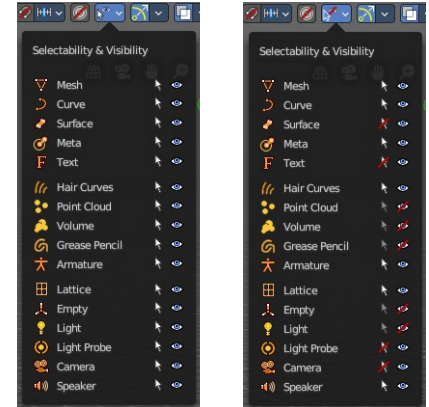 Selectability & Visibility
Mesh
Curve
Surface
Meta
Text
Hair Curves
Point Cloud
Volume
Grease Pencil
Armature
Lattice
Empty
Light
Light Probe
Camera
Speaker
Selectability & Visibility
Mesh
Curve
Surface
Meta
Text
Hair Curves
Point Cloud
Volume
Grease Pencil
Armature
Lattice
Empty
Light
Light Probe
Camera
Speaker